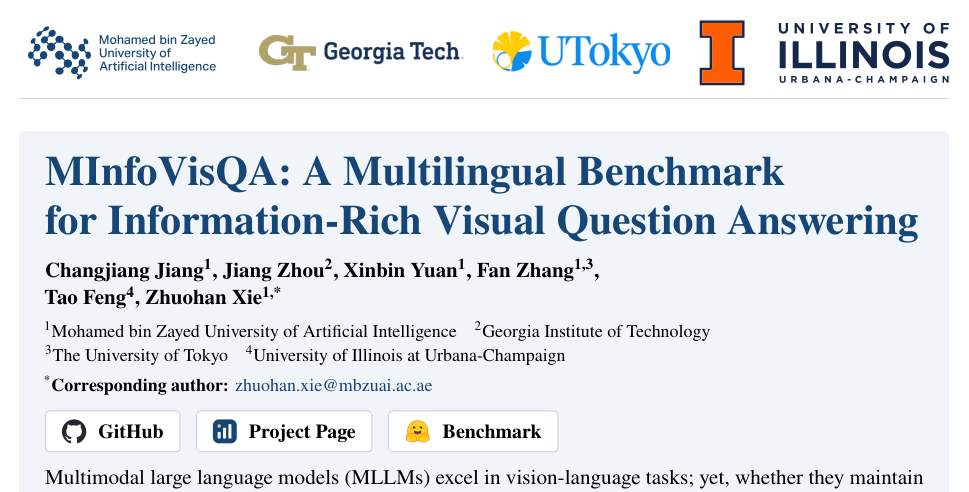 Mohamed bin Zayed
University of
Artificial Intelligence
GT Georgia Tech
UTokyo
I
UNIVERSITY OF
ILLINOIS
URBANA-CHAMPAIGN
MInfoVisQA: A Multilingual Benchmark
for Information-Rich Visual Question Answering
Changjiang Jiang¹, Jiang Zhou², Xinbin Yuan¹, Fan Zhang¹,³,
Tao Feng⁴, Zhuohan Xie¹,*
¹Mohamed bin Zayed University of Artificial Intelligence ²Georgia Institute of Technology
³The University of Tokyo ⁴University of Illinois at Urbana-Champaign
*Corresponding author: zhuohan.xie@mbzuai.ac.ae
GitHub Project Page Benchmark
Multimodal large language models (MLLMs) excel in vision-language tasks; yet, whether they maintain